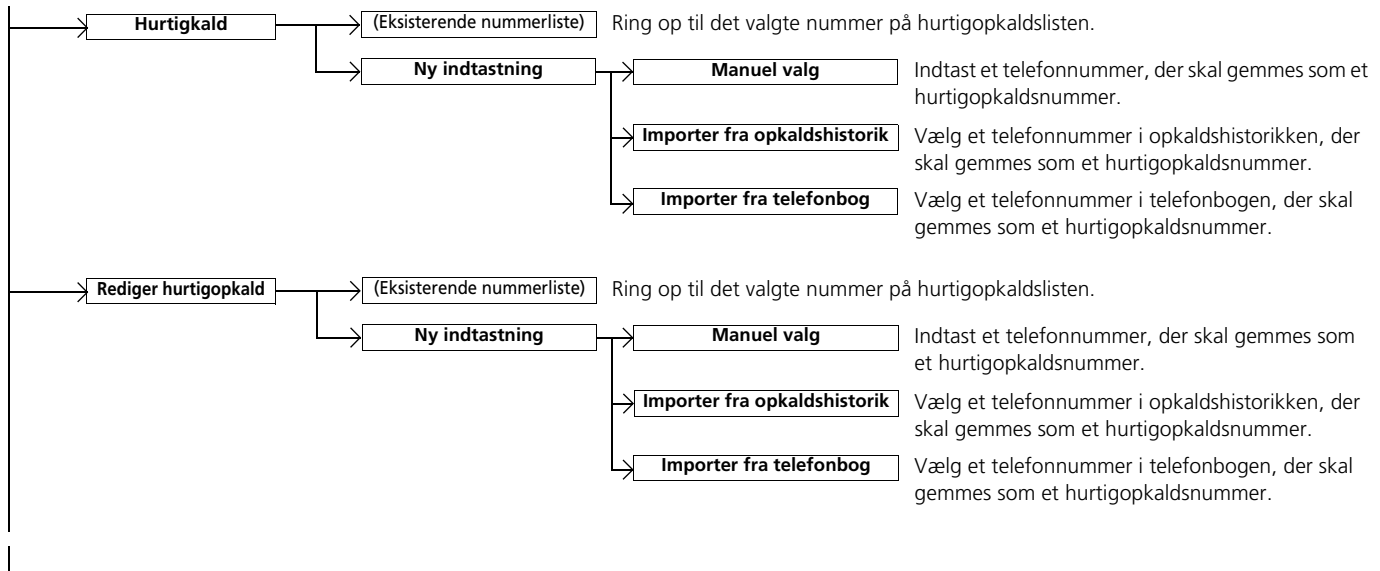 Hurtigkald
(Eksisterende nummerliste)
Ring op til det valgte nummer på hurtigopkaldslisten.
Ny indtastning
Manuel valg
Indtast et telefonnummer, der skal gemmes som et
hurtigopkaldsnummer.
Importer fra opkaldshistorik
Vælg et telefonnummer i opkaldshistorikken, der
skal gemmes som et hurtigopkaldsnummer.
Importer fra telefonbog
Vælg et telefonnummer i telefonbogen, der skal
gemmes som et hurtigopkaldsnummer.
Rediger hurtigopkald
(Eksisterende nummerliste)
Ring op til det valgte nummer på hurtigopkaldslisten.
Ny indtastning
Manuel valg
Indtast et telefonnummer, der skal gemmes som
et hurtigopkaldsnummer.
Importer fra opkaldshistorik
Vælg et telefonnummer i opkaldshistorikken, der
skal gemmes som et hurtigopkaldsnummer.
Importer fra telefonbog
Vælg et telefonnummer i telefonbogen, der skal
gemmes som et hurtigopkaldsnummer.